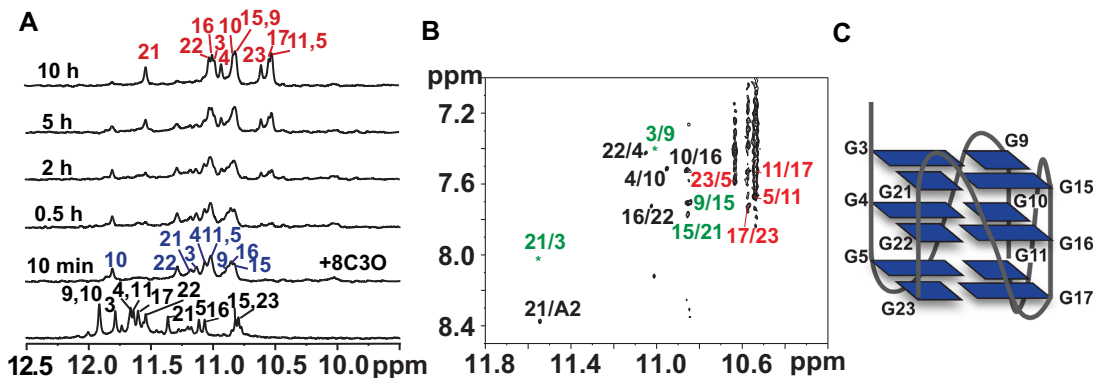 A
16 10 15,9
21 22 3 4 23 17 11,5
10 h
5 h
2 h
0.5 h
10 min
10 21 22 3 4 11,5 9 16 15
+8C3O
9,10 3 4,11 17 22 21 5 16 15,23
12.5 12.0 11.5 11.0 10.5 10.0 ppm
B
ppm
7.2
7.6
8.0
8.4
3/9
*
22/4 10/16
4/10 23/5 11/17
9/15 5/11
16/22
15/21 17/23
21/3
*
21/A2
11.8 11.4 11.0 10.6
ppm
C
G3 G9
G21 G15
G4 G10
G22 G16
G5 G11
G23 G17